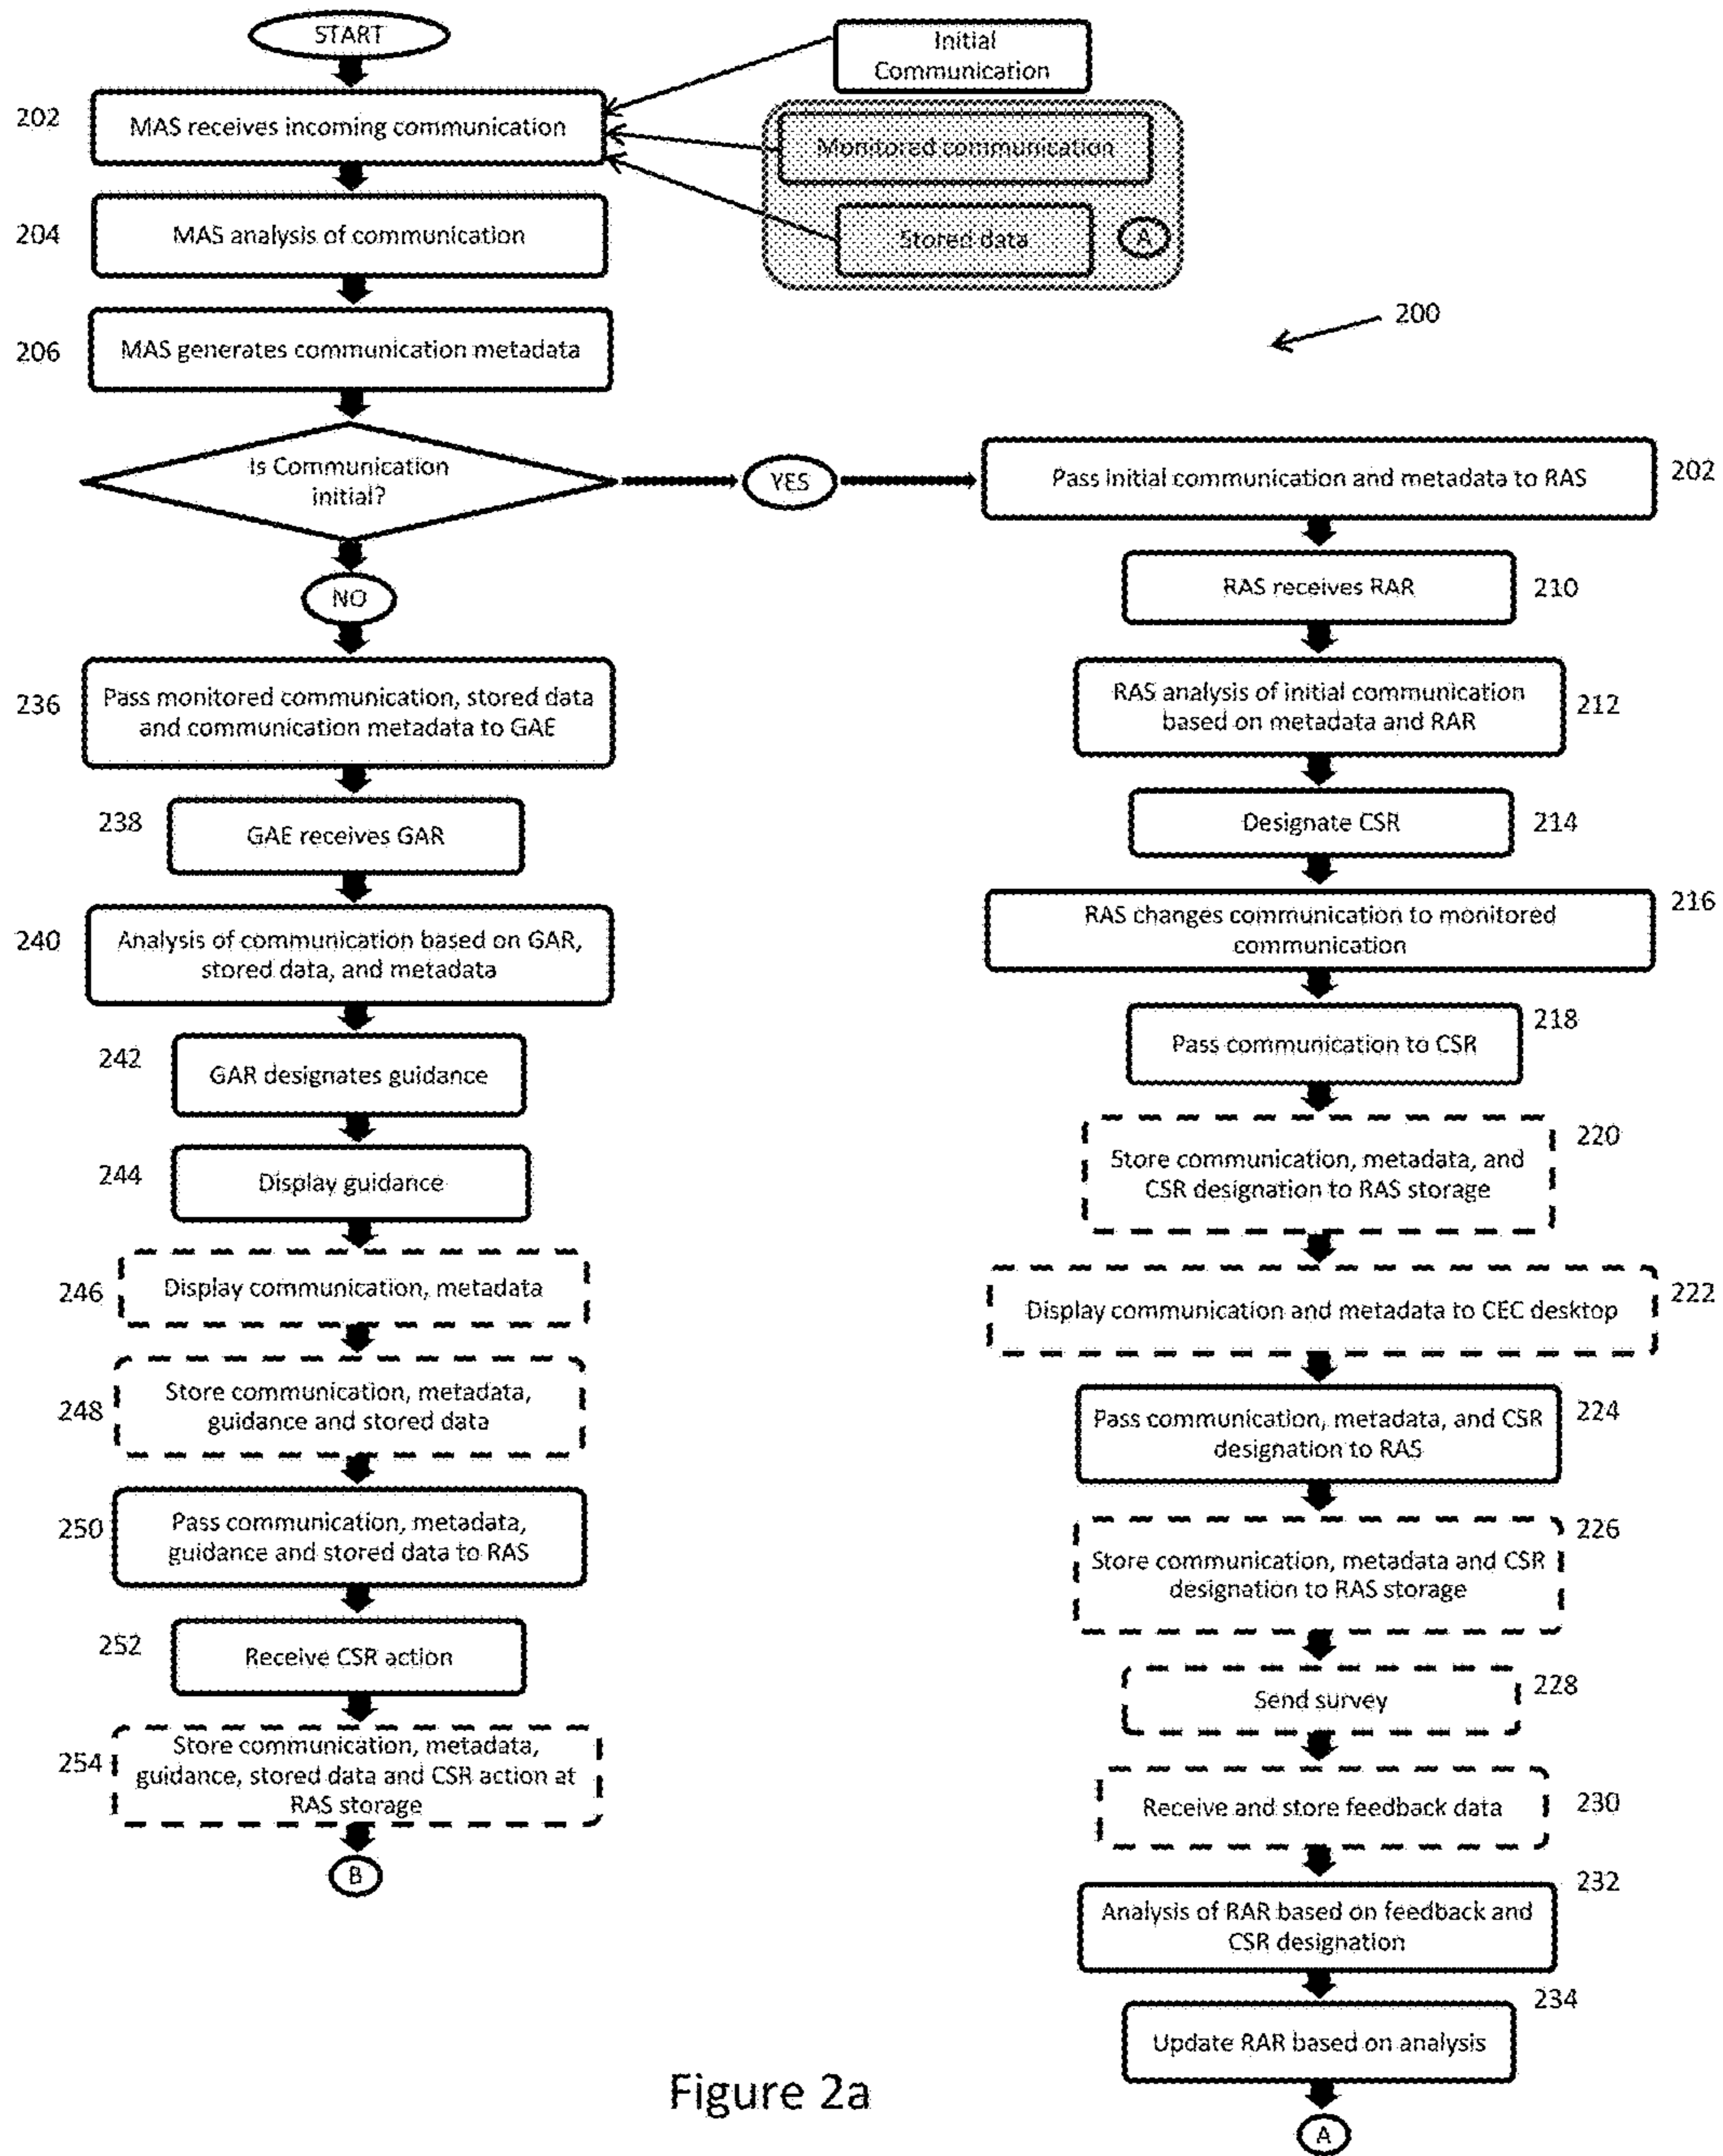 START
Initial
Communication
202
MAS receives incoming communication
Monitored communication
204
MAS analysis of communication
Stored data
A
206
MAS generates communication metadata
200
Is Communication
initial?
YES
Pass initial communication and metadata to RAS
202
NO
RAS receives RAR
210
236
Pass monitored communication, stored data
and communication metadata to GAE
RAS analysis of initial communication
based on metadata and RAR
212
238
GAE receives GAR
Designate CSR
214
240
Analysis of communication based on GAR,
stored data, and metadata
RAS changes communication to monitored
communication
216
242
GAR designates guidance
Pass communication to CSR
218
244
Display guidance
Store communication, metadata, and
CSR designation to RAS storage
220
246
Display communication, metadata
Display communication and metadata to CEC desktop
222
248
Store communication, metadata,
guidance and stored data
Pass communication, metadata, and CSR
designation to RAS
224
250
Pass communication, metadata,
guidance and stored data to RAS
Store communication, metadata and CSR
designation to RAS storage
226
252
Receive CSR action
Send survey
228
254
Store communication, metadata,
guidance, stored data and CSR action at
RAS storage
Receive and store feedback data
230
B
Analysis of RAR based on feedback and
CSR designation
232
Update RAR based on analysis
234
A
Figure 2a